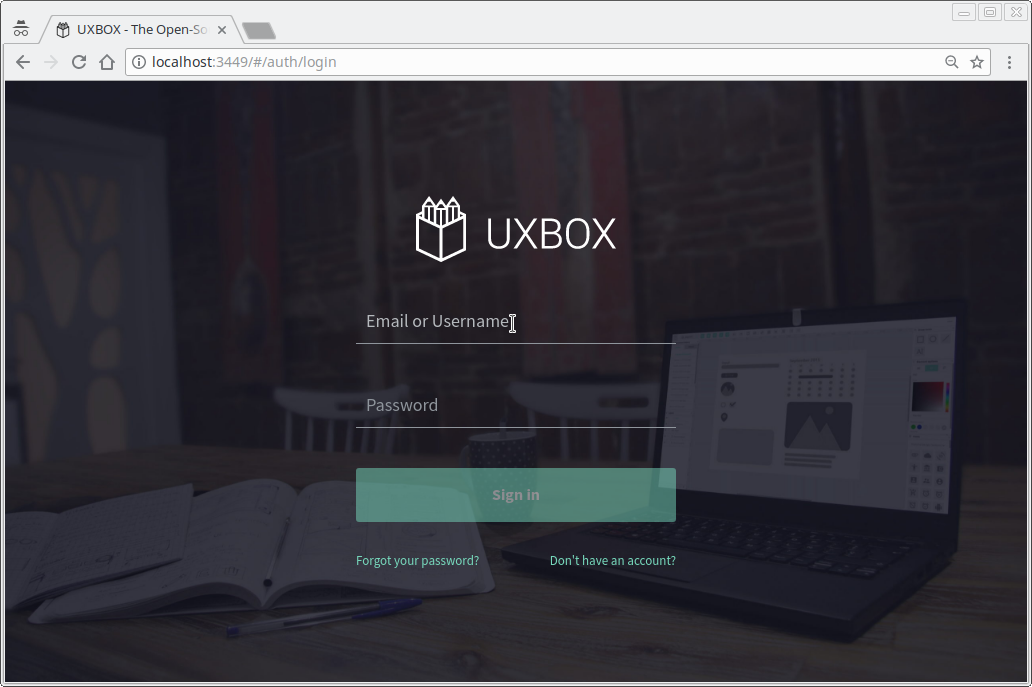 UXBOX - The Open-So
localhost:3449/#/auth/login
UXBOX
Email or Username
Password
Sign in
Forgot your password?
Don't have an account?